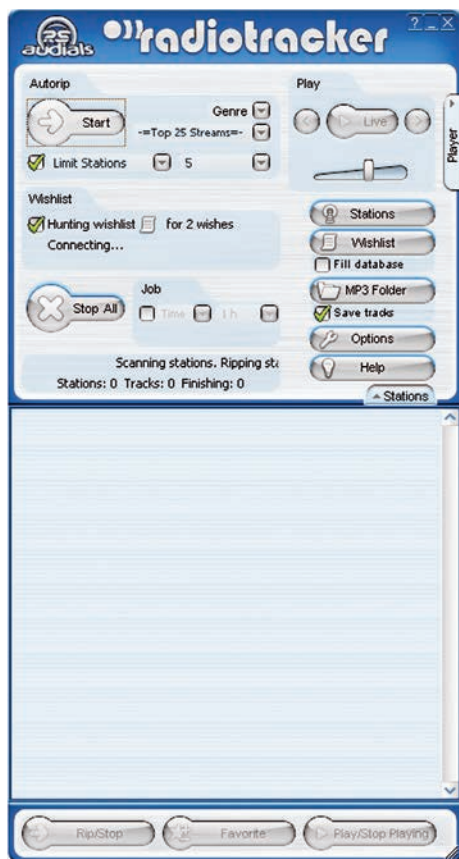 RS audials radiotracker
? _ X
Autorip
Start
Genre
-=Top 25 Streams=-
Limit Stations 5
Play
Live
Player
Wishlist
Hunting wishlist for 2 wishes
Connecting...
Stop All
Job
Time 1 h
Scanning stations. Ripping sta
Stations: 0 Tracks: 0 Finishing: 0
Stations
Wishlist
Fill database
MP3 Folder
Save tracks
Options
Help
Stations
Rip/Stop
Favorite
Play/Stop Playing